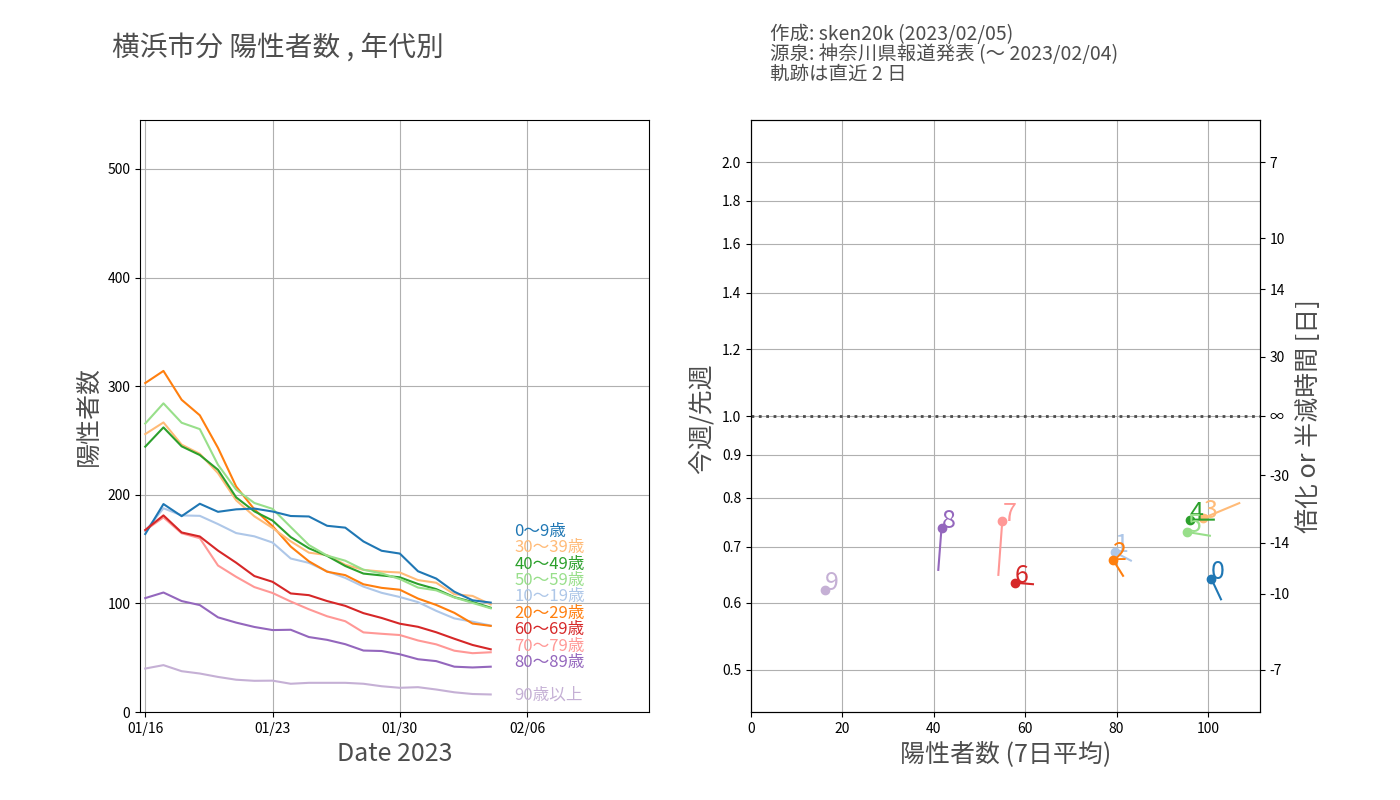 横浜市分 陽性者数 , 年代別
作成: sken20k (2023/02/05)
源泉: 神奈川県報道発表 (〜 2023/02/04)
軌跡は直近 2 日
陽性者数
500
400
300
200
100
0
01/16
01/23
01/30
02/06
Date 2023
0〜9歳
30〜39歳
40〜49歳
50〜59歳
10〜19歳
20〜29歳
60〜69歳
70〜79歳
80〜89歳
90歳以上
今週/先週
2.0
1.8
1.6
1.4
1.2
1.0
0.9
0.8
0.7
0.6
0.5
0
20
40
60
80
100
陽性者数 (7日平均)
9
8
7
6
1
2
4
3
5
0
7
10
14
30
∞
-30
-14
-10
-7
倍化 or 半減時間 [日]